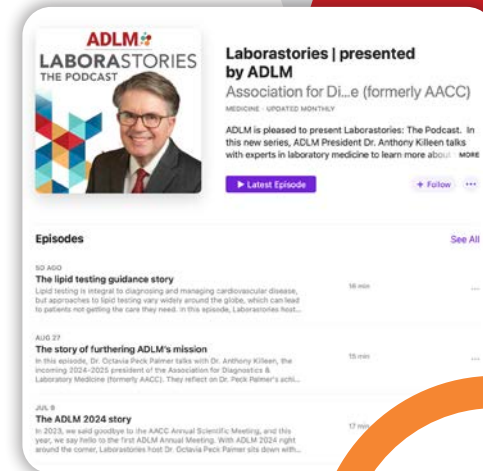 ADLM
LABORASTORIES
THE PODCAST
Laborastories | presented
by ADLM
Association for Di...e (formerly AACC)
MEDICINE · UPDATED MONTHLY
ADLM is pleased to present Laborastories: The Podcast. In
this new series, ADLM President Dr. Anthony Killeen talks
with experts in laboratory medicine to learn more about MORE
▶ Latest Episode
+ Follow
Episodes
See All
5D AGO
The lipid testing guidance story
Lipid testing is integral to diagnosing and managing cardiovascular disease,
but approaches to lipid testing vary widely around the globe, which can lead
to patients not getting the care they need. In this episode, Laborastories host...
16 min
AUG 27
The story of furthering ADLM's mission
In this episode, Dr. Octavia Peck Palmer talks with Dr. Anthony Killeen, the
incoming 2024-2025 president of the Association for Diagnostics &
Laboratory Medicine (formerly AACC). They reflect on Dr. Peck Palmer's achi...
15 min
JUL 8
The ADLM 2024 story
In 2023, we said goodbye to the AACC Annual Scientific Meeting, and this
year, we say hello to the first ADLM Annual Meeting. With ADLM 2024 right
around the corner, Laborastories host Dr. Octavia Peck Palmer sits down with...
17 min